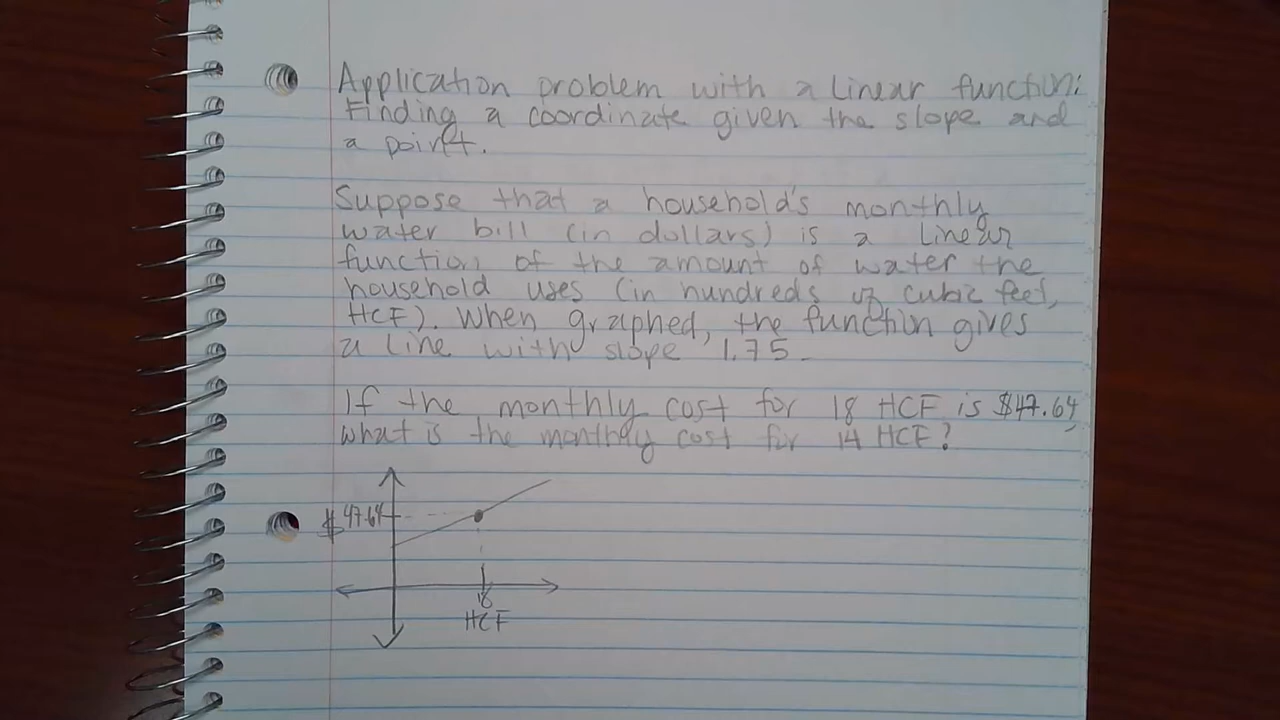 Application problem with a linear function:
Finding a coordinate given the slope and
a point.
Suppose that a household's monthly
water bill (in dollars) is a linear
function of the amount of water the
household uses (in hundreds of cubic feet,
HCF). When graphed, the function gives
a line with slope 1.75.
If the monthly cost for 18 HCF is $47.64,
what is the monthly cost for 14 HCF?
$47.64
18
HCF